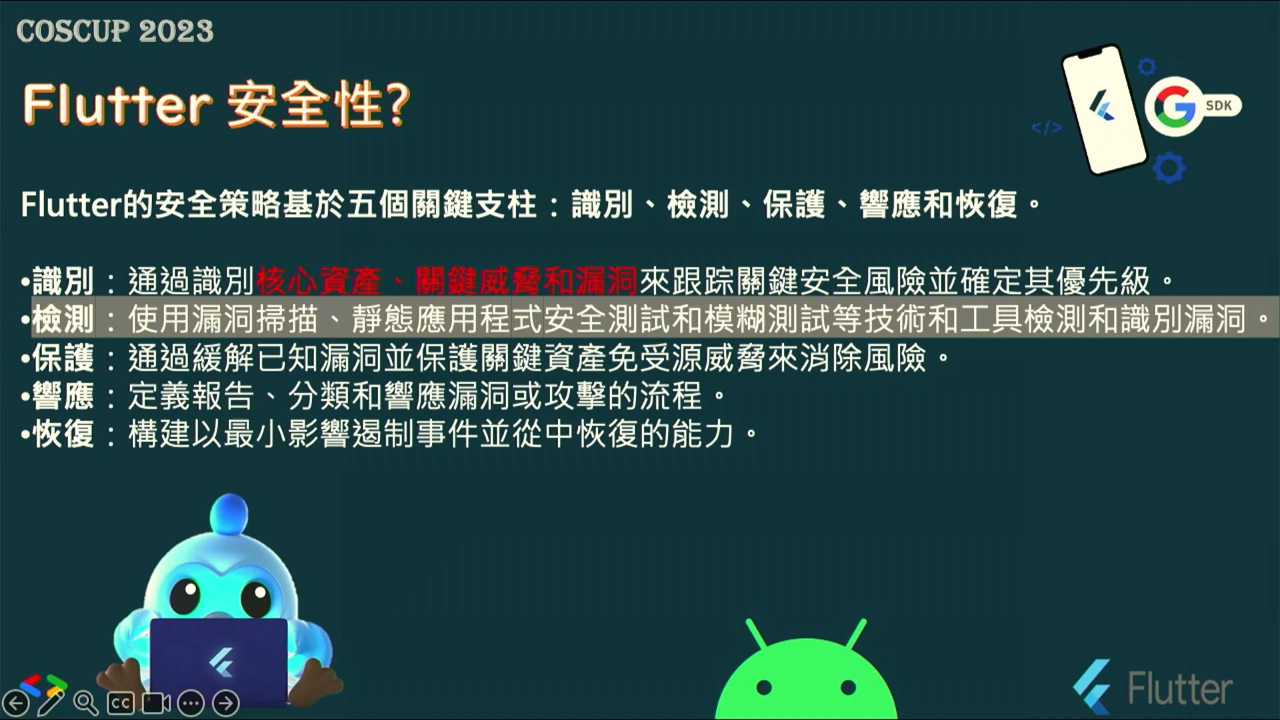 COSCUP 2023
Flutter 安全性?
</>
SDK
Flutter的安全策略基於五個關鍵支柱：識別、檢測、保護、響應和恢復。
•識別：通過識別核心資產、關鍵威脅和漏洞來跟踪關鍵安全風險並確定其優先級。
•檢測：使用漏洞掃描、靜態應用程式安全測試和模糊測試等技術和工具檢測和識別漏洞。
•保護：通過緩解已知漏洞並保護關鍵資產免受源威脅來消除風險。
•響應：定義報告、分類和響應漏洞或攻擊的流程。
•恢復：構建以最小影響遏制事件並從中恢復的能力。
CC
Flutter